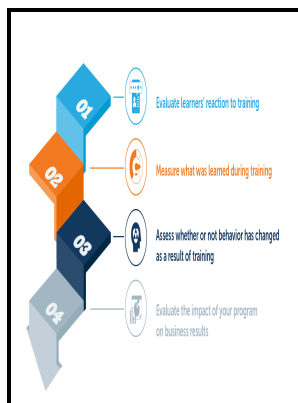 01
Evaluate learners' reaction to training
02
Measure what was learned during training
03
Assess whether or not behavior has changed
as a result of training
04
Evaluate the impact of your program
on business results